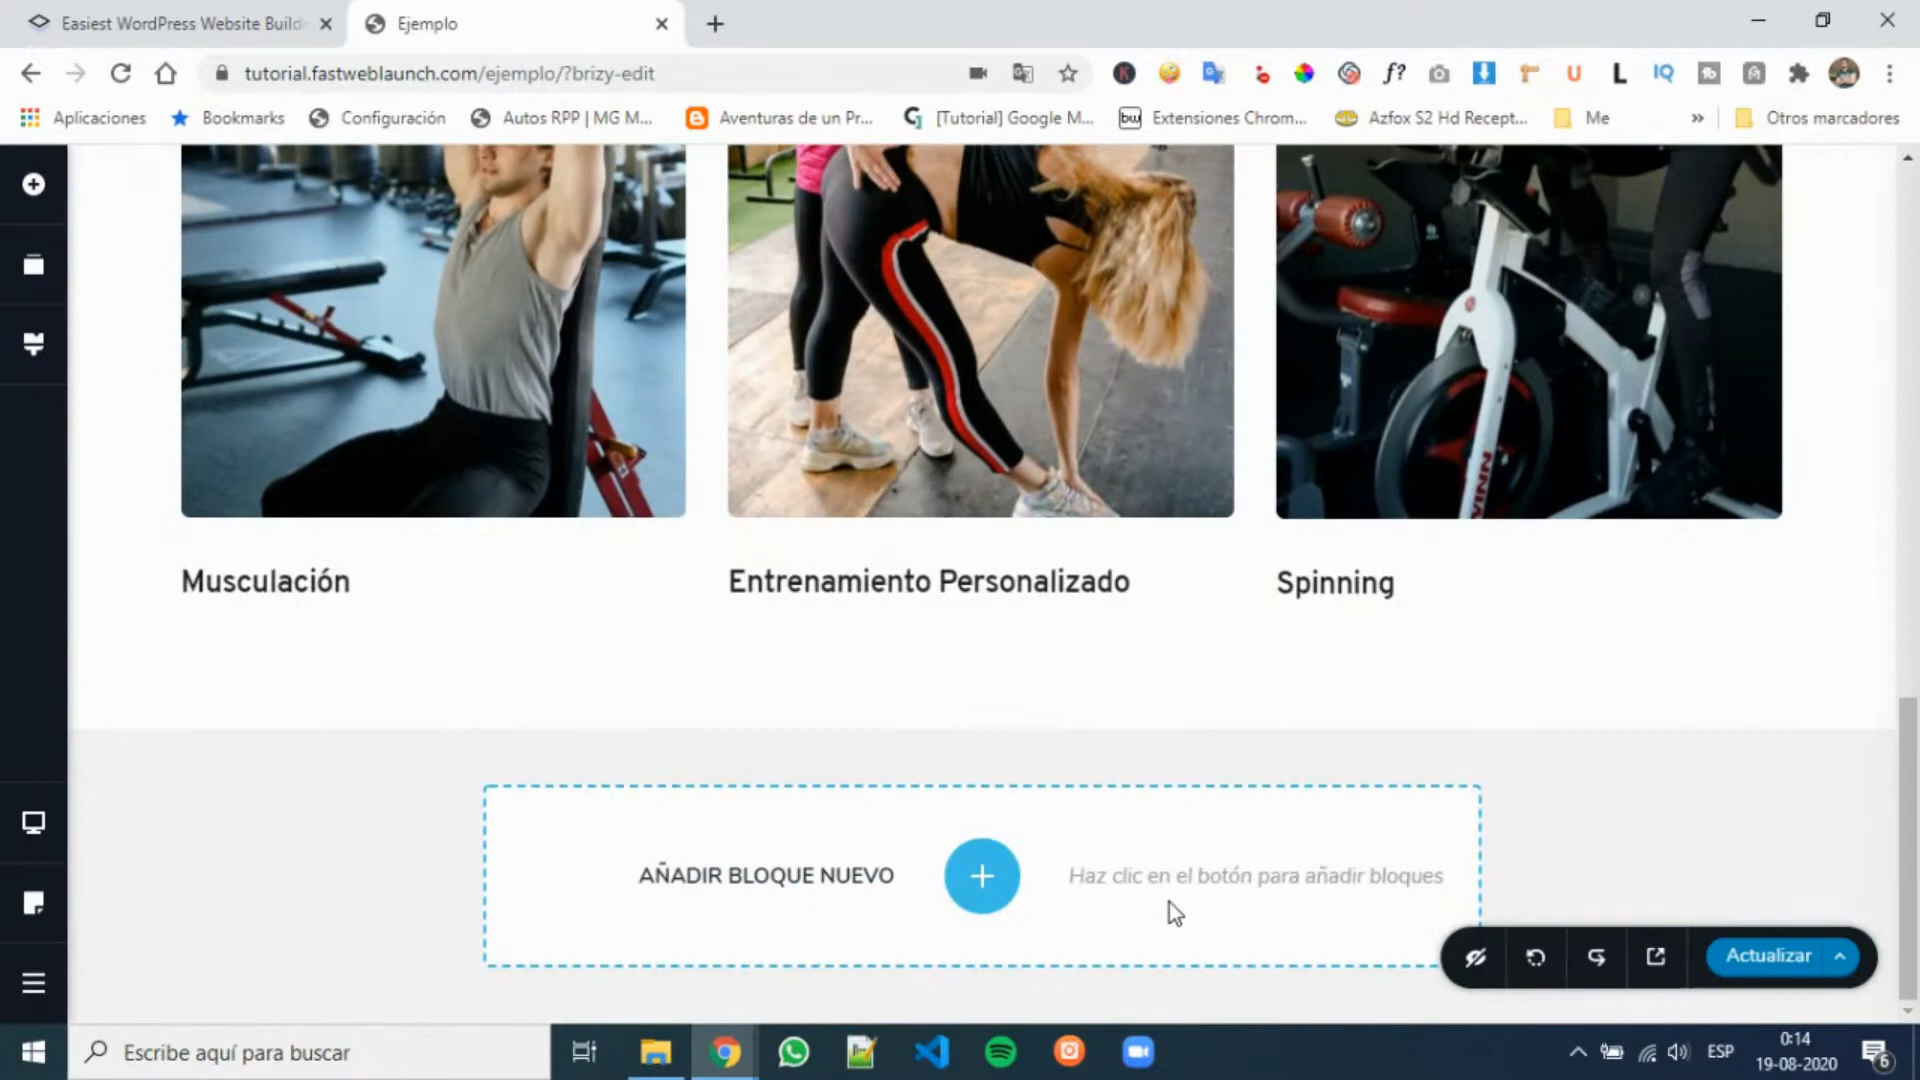 Easiest WordPress Website Build
Ejemplo
tutorial.fastweblaunch.com/ejemplo/?brizy-edit
f?
IQ
Aplicaciones
Bookmarks
Configuración
Autos RPP | MG M...
Aventuras de un Pr...
[Tutorial] Google M...
bw
Extensiones Chrom...
Azfox S2 Hd Recept...
Me
»
Otros marcadores
Musculación
Entrenamiento Personalizado
Spinning
AÑADIR BLOQUE NUEVO
Haz clic en el botón para añadir bloques
Actualizar
Escribe aquí para buscar
ESP
0:14
19-08-2020
6